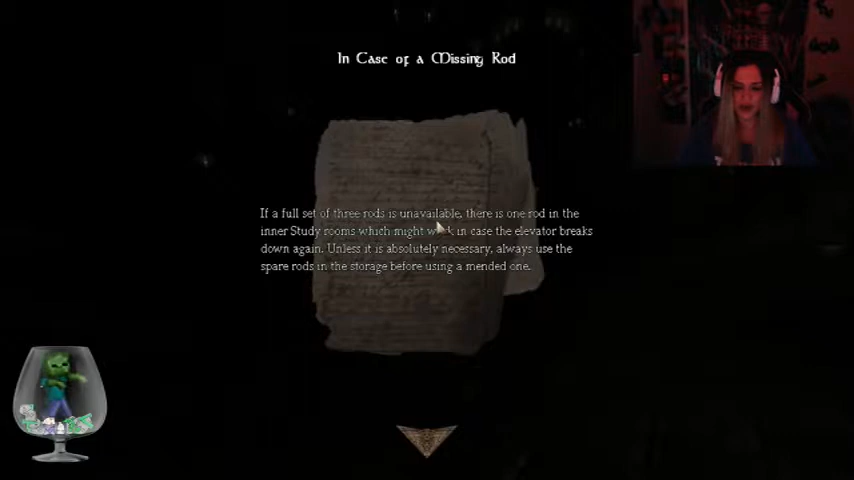 In Case of a Missing Rod
If a full set of three rods is unavailable, there is one rod in the
inner Study rooms which might work in case the elevator breaks
down again. Unless it is absolutely necessary, always use the
spare rods in the storage before using a mended one.